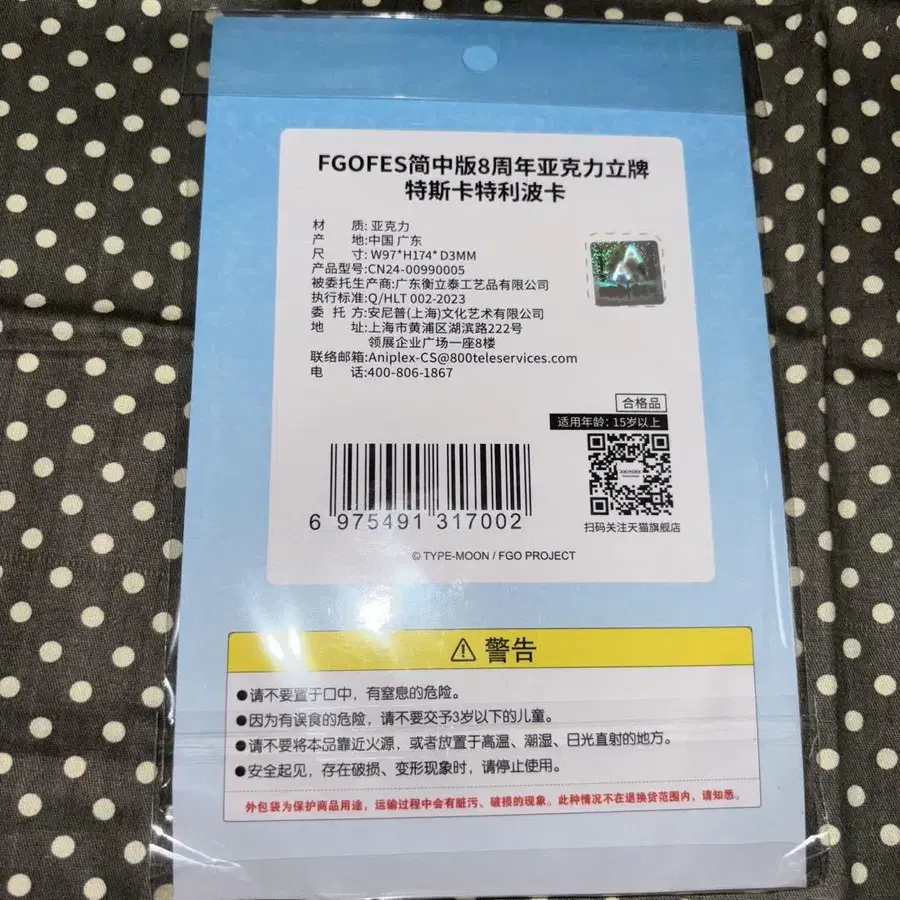 FGOFES简中版8周年亚克力立牌
特斯卡特利波卡
材 质:亚克力
产 地:中国 广东
尺 寸:W97*H174*D3MM
产品型号:CN24-00990005
被委托生产商:广东衡立泰工艺品有限公司
执行标准:Q/HLT 002-2023
委 托 方:安尼普(上海)文化艺术有限公司
地 址:上海市黄浦区湖滨路222号
领展企业广场一座8楼
联络邮箱:Aniplex-CS@800teleservices.com
电 话:400-806-1867
合格品
适用年龄：15岁以上
扫码关注天猫旗舰店
6 975491 317002
© TYPE-MOON / FGO PROJECT
⚠ 警告
●请不要置于口中，有窒息的危险。
●因为有误食的危险，请不要交予3岁以下的儿童。
●请不要将本品靠近火源，或者放置于高温、潮湿、日光直射的地方。
●安全起见，存在破损、变形现象时，请停止使用。
外包袋为保护商品用途，运输过程中会有脏污、破损的现象。此种情况不在退换货范围内，请知悉。